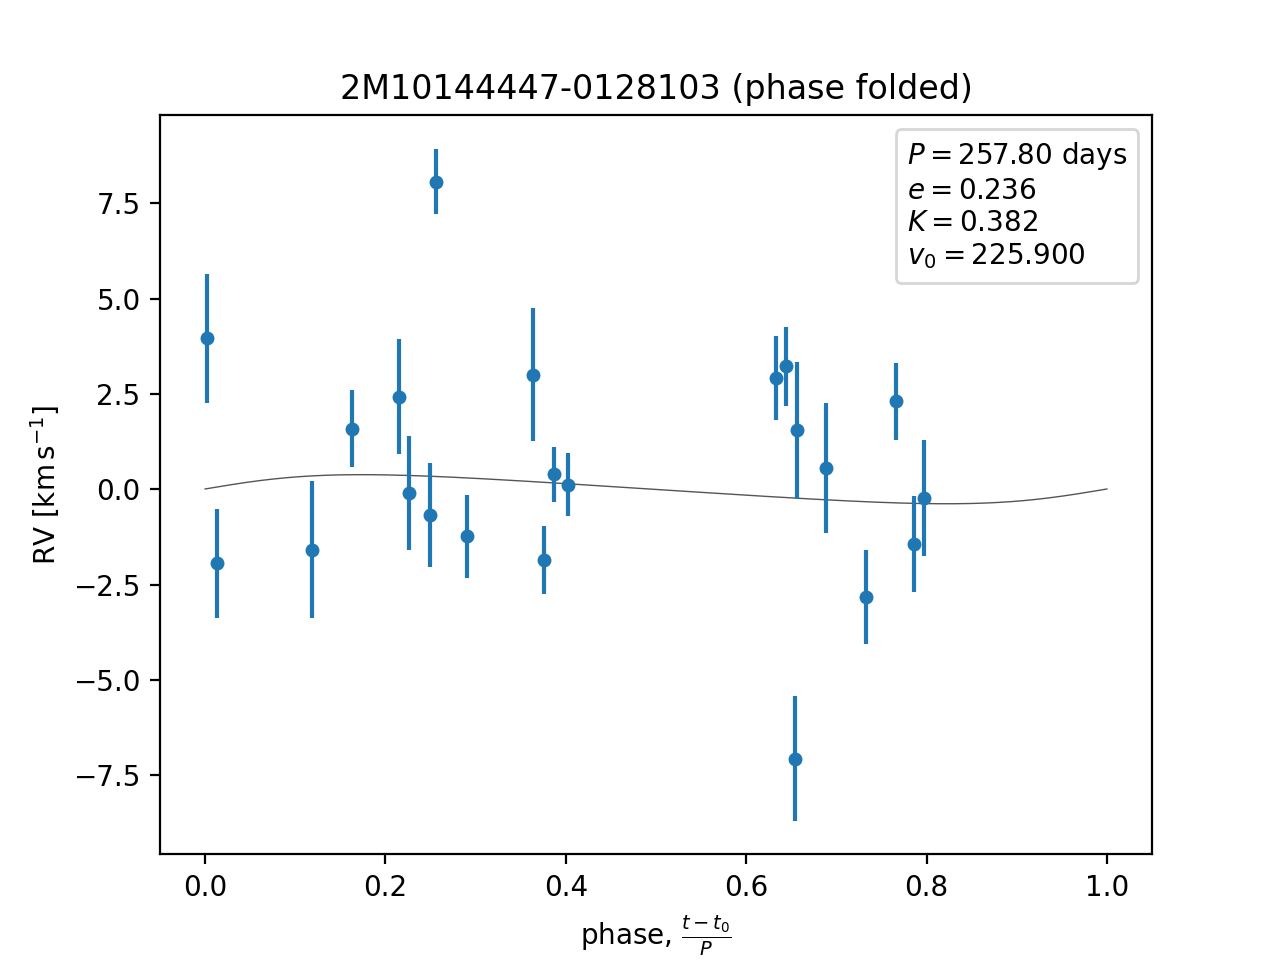 2M10144447-0128103 (phase folded)
P = 257.80 days
e = 0.236
K = 0.382
v₀ = 225.900
RV [km s⁻¹]
7.5
5.0
2.5
0.0
−2.5
−5.0
−7.5
0.0 0.2 0.4 0.6 0.8 1.0
phase, (t − t₀)/P